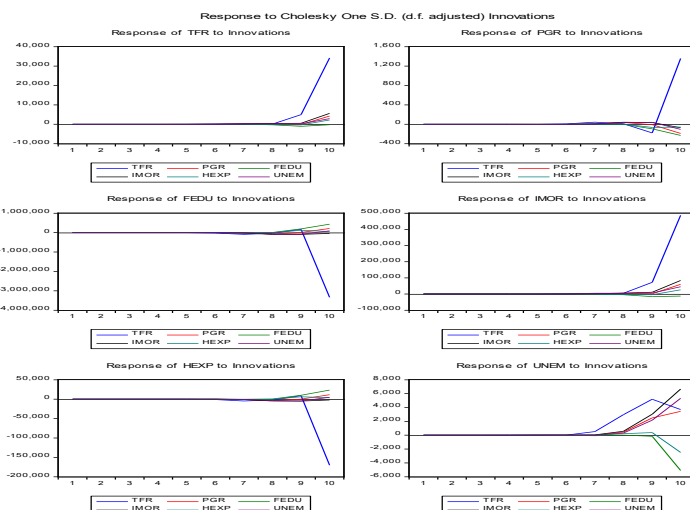 Response to Cholesky One S.D. (d.f. adjusted) Innovations
Response of TFR to Innovations
40,000
30,000
20,000
10,000
0
-10,000
1 2 3 4 5 6 7 8 9 10
TFR PGR FEDU
IMOR HEXP UNEM
Response of PGR to Innovations
1,600
1,200
800
400
0
-400
1 2 3 4 5 6 7 8 9 10
TFR PGR FEDU
IMOR HEXP UNEM
Response of FEDU to Innovations
1,000,000
0
-1,000,000
-2,000,000
-3,000,000
-4,000,000
1 2 3 4 5 6 7 8 9 10
TFR PGR FEDU
IMOR HEXP UNEM
Response of IMOR to Innovations
500,000
400,000
300,000
200,000
100,000
0
-100,000
1 2 3 4 5 6 7 8 9 10
TFR PGR FEDU
IMOR HEXP UNEM
Response of HEXP to Innovations
50,000
0
-50,000
-100,000
-150,000
-200,000
1 2 3 4 5 6 7 8 9 10
TFR PGR FEDU
IMOR HEXP UNEM
Response of UNEM to Innovations
8,000
6,000
4,000
2,000
0
-2,000
-4,000
-6,000
1 2 3 4 5 6 7 8 9 10
TFR PGR FEDU
IMOR HEXP UNEM